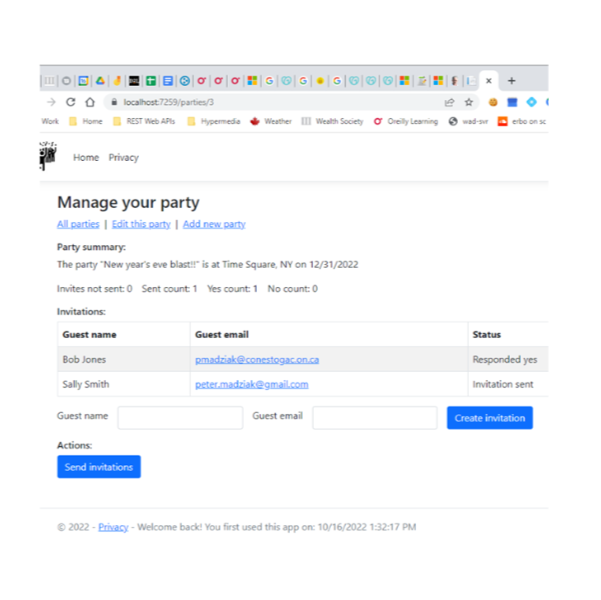 localhost:7259/parties/3
Work Home REST Web APIs Hypermedia Weather Wealth Society Oreilly Learning wad-svr erbo on sc
Home Privacy
Manage your party
All parties | Edit this party | Add new party
Party summary:
The party "New year's eve blast!!" is at Time Square, NY on 12/31/2022
Invites not sent: 0 Sent count: 1 Yes count: 1 No count: 0
Invitations:
Guest name Guest email Status
Bob Jones pmadziak@conestogac.on.ca Responded yes
Sally Smith peter.madziak@gmail.com Invitation sent
Guest name Guest email Create invitation
Actions:
Send invitations
© 2022 - Privacy - Welcome back! You first used this app on: 10/16/2022 1:32:17 PM